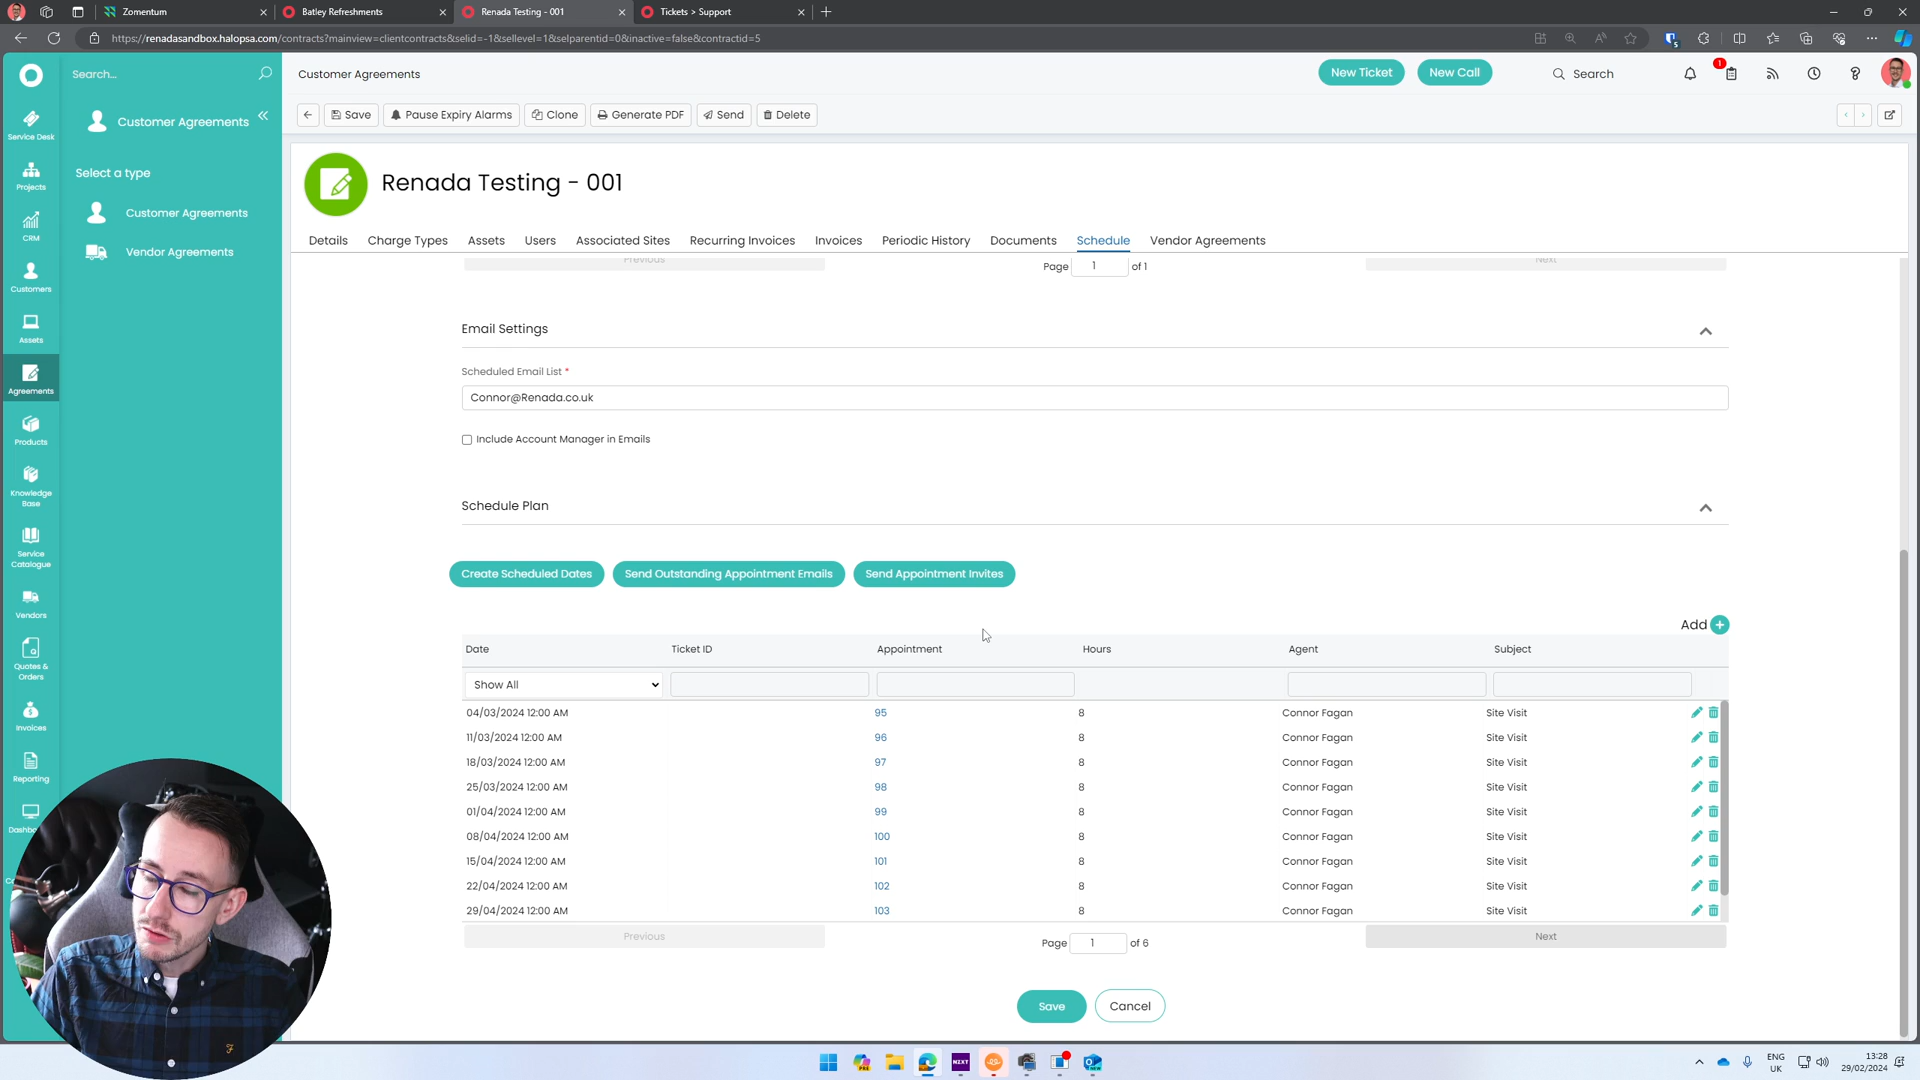 Zomentum
Batley Refreshments
Renada Testing - 001
Tickets > Support
https://renadasandbox.halopsa.com/contracts?mainview=clientcontracts&selid=-1&sellevel=1&selparentid=0&inactive=false&contractid=5
Search...
Customer Agreements
New Ticket
New Call
Search
1
Service Desk
Customer Agreements
Save
Pause Expiry Alarms
Clone
Generate PDF
Send
Delete
Projects
Select a type
Customer Agreements
Vendor Agreements
CRM
Customers
Assets
Agreements
Products
Knowledge
Base
Service
Catalogue
Vendors
Quotes &
Orders
Invoices
Reporting
Renada Testing - 001
Details
Charge Types
Assets
Users
Associated Sites
Recurring Invoices
Invoices
Periodic History
Documents
Schedule
Vendor Agreements
Previous
Page 1 of 1
Next
Email Settings
Scheduled Email List *
Connor@Renada.co.uk
Include Account Manager in Emails
Schedule Plan
Create Scheduled Dates
Send Outstanding Appointment Emails
Send Appointment Invites
Add
Date Ticket ID Appointment Hours Agent Subject
Show All
04/03/2024 12:00 AM 95 8 Connor Fagan Site Visit
11/03/2024 12:00 AM 96 8 Connor Fagan Site Visit
18/03/2024 12:00 AM 97 8 Connor Fagan Site Visit
25/03/2024 12:00 AM 98 8 Connor Fagan Site Visit
01/04/2024 12:00 AM 99 8 Connor Fagan Site Visit
08/04/2024 12:00 AM 100 8 Connor Fagan Site Visit
15/04/2024 12:00 AM 101 8 Connor Fagan Site Visit
22/04/2024 12:00 AM 102 8 Connor Fagan Site Visit
29/04/2024 12:00 AM 103 8 Connor Fagan Site Visit
Previous
Page 1 of 6
Next
Save
Cancel
NZXT
ENG
UK
13:28
29/02/2024